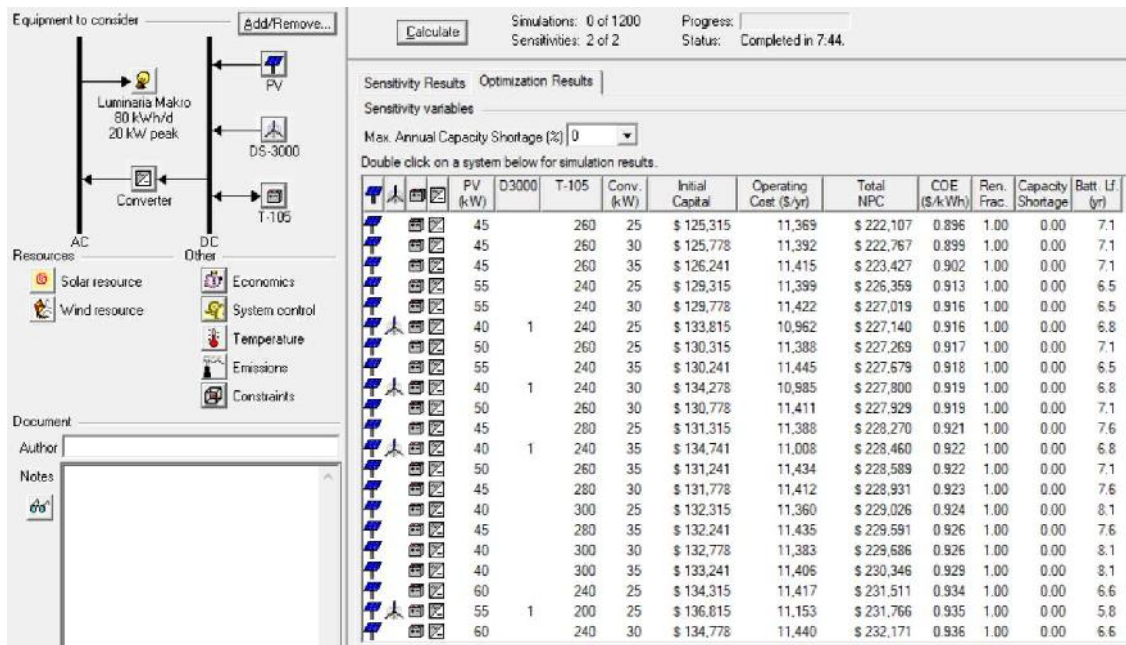 Equipment to consider
Add/Remove...
Luminaria Makro
80 kWh/d
20 kW peak
PV
DS-3000
Converter
T-105
AC
DC
Resources
Other
Solar resource
Wind resource
Economics
System control
Temperature
Emissions
Constraints
Document
Author
Notes
Calculate
Simulations: 0 of 1200
Sensitivities: 2 of 2
Progress:
Status: Completed in 7:44.
Sensitivity Results
Optimization Results
Sensitivity variables
Max. Annual Capacity Shortage (%) 0
Double click on a system below for simulation results.
PV (kW) D3000 T-105 Conv. (kW) Initial Capital Operating Cost ($/yr) Total NPC COE ($/kWh) Ren. Frac. Capacity Shortage Batt. Lf. (yr)
45 260 25 $ 125,315 11,369 $ 222,107 0.896 1.00 0.00 7.1
45 260 30 $ 125,778 11,392 $ 222,767 0.899 1.00 0.00 7.1
45 260 35 $ 126,241 11,415 $ 223,427 0.902 1.00 0.00 7.1
55 240 25 $ 129,315 11,399 $ 226,359 0.913 1.00 0.00 6.5
55 240 30 $ 129,778 11,422 $ 227,019 0.916 1.00 0.00 6.5
40 1 240 25 $ 133,815 10,962 $ 227,140 0.916 1.00 0.00 6.8
50 260 25 $ 130,315 11,388 $ 227,269 0.917 1.00 0.00 7.1
55 240 35 $ 130,241 11,445 $ 227,679 0.918 1.00 0.00 6.5
40 1 240 30 $ 134,278 10,985 $ 227,800 0.919 1.00 0.00 6.8
50 260 30 $ 130,778 11,411 $ 227,929 0.919 1.00 0.00 7.1
45 280 25 $ 131,315 11,388 $ 228,270 0.921 1.00 0.00 7.6
40 1 240 35 $ 134,741 11,008 $ 228,460 0.922 1.00 0.00 6.8
50 260 35 $ 131,241 11,434 $ 228,589 0.922 1.00 0.00 7.1
45 280 30 $ 131,778 11,412 $ 228,931 0.923 1.00 0.00 7.6
40 300 25 $ 132,315 11,360 $ 229,026 0.924 1.00 0.00 8.1
45 280 35 $ 132,241 11,435 $ 229,591 0.926 1.00 0.00 7.6
40 300 30 $ 132,778 11,383 $ 229,686 0.926 1.00 0.00 8.1
40 300 35 $ 133,241 11,406 $ 230,346 0.929 1.00 0.00 8.1
60 240 25 $ 134,315 11,417 $ 231,511 0.934 1.00 0.00 6.6
55 1 200 25 $ 136,815 11,153 $ 231,766 0.935 1.00 0.00 5.8
60 240 30 $ 134,778 11,440 $ 232,171 0.936 1.00 0.00 6.6